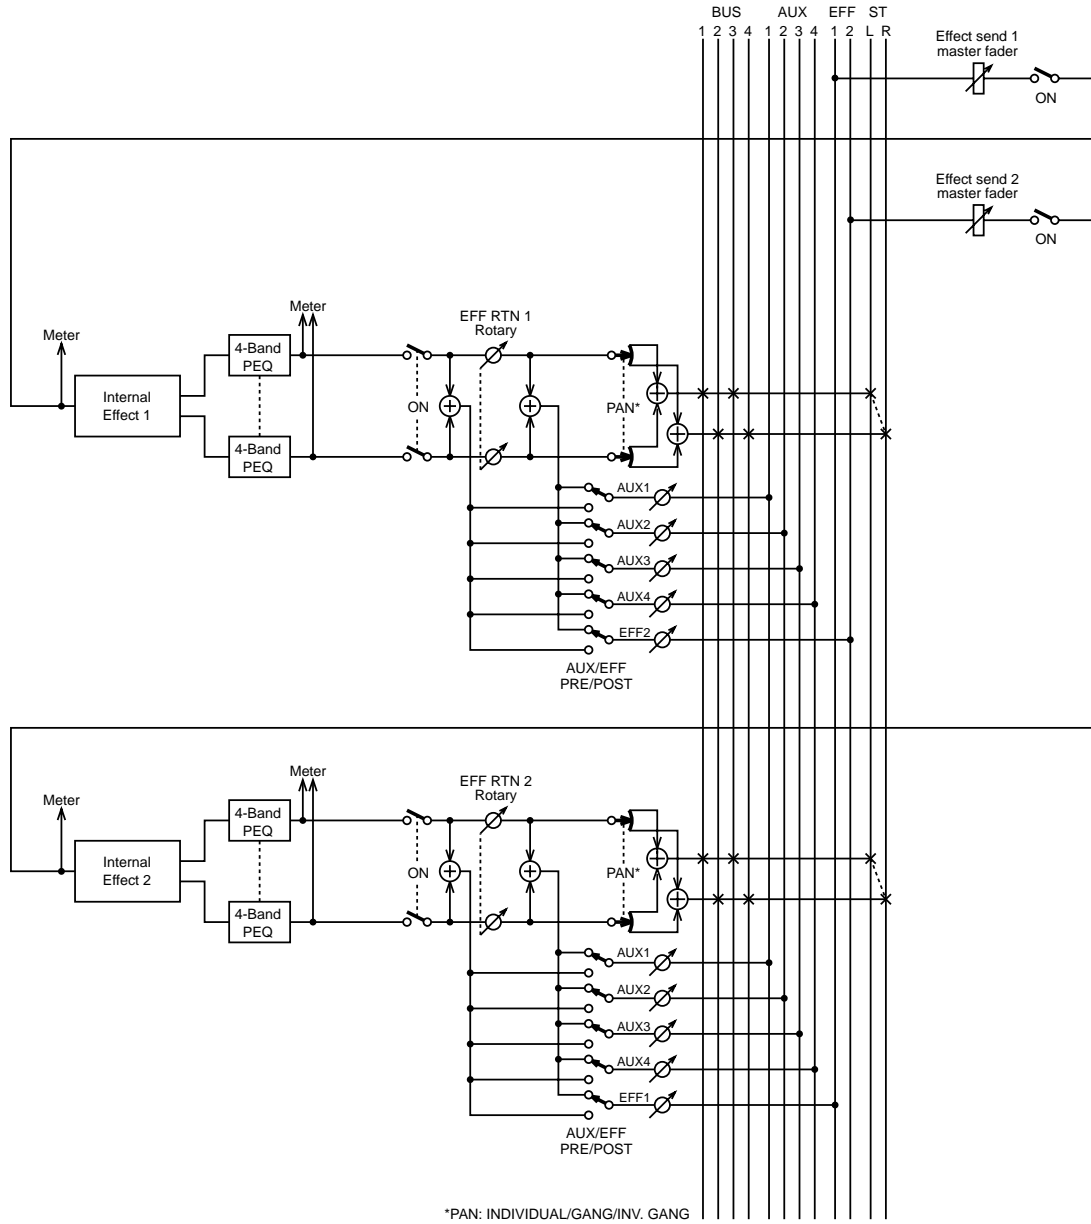 BUS AUX EFF ST
1 2 3 4 1 2 3 4 1 2 L R
Effect send 1
master fader
ON
Effect send 2
master fader
ON
Meter
Meter
EFF RTN 1
Rotary
4-Band
PEQ
Internal
Effect 1
ON
PAN*
4-Band
PEQ
AUX1
AUX2
AUX3
AUX4
EFF2
AUX/EFF
PRE/POST
Meter
Meter
EFF RTN 2
Rotary
4-Band
PEQ
Internal
Effect 2
ON
PAN*
4-Band
PEQ
AUX1
AUX2
AUX3
AUX4
EFF1
AUX/EFF
PRE/POST
*PAN: INDIVIDUAL/GANG/INV. GANG